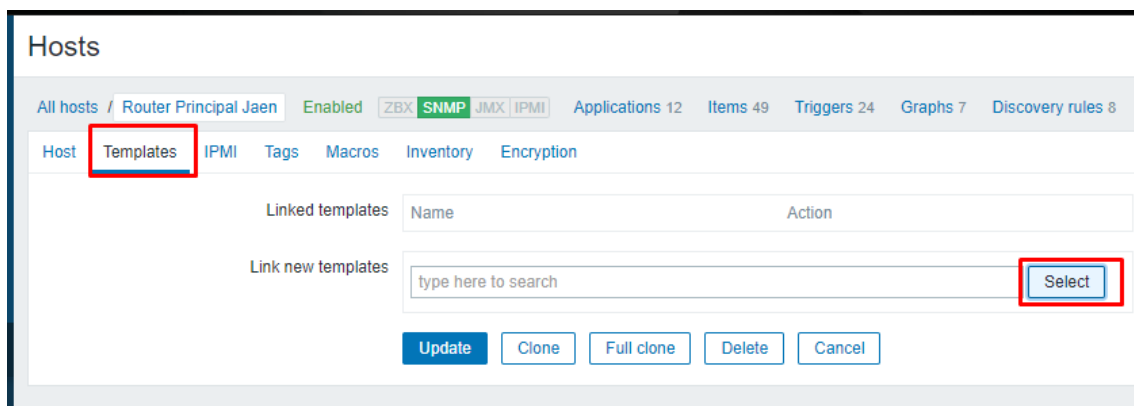 Hosts
All hosts / Router Principal Jaen Enabled ZBX SNMP JMX IPMI Applications 12 Items 49 Triggers 24 Graphs 7 Discovery rules 8
Host Templates IPMI Tags Macros Inventory Encryption
Linked templates Name Action
Link new templates type here to search Select
Update Clone Full clone Delete Cancel